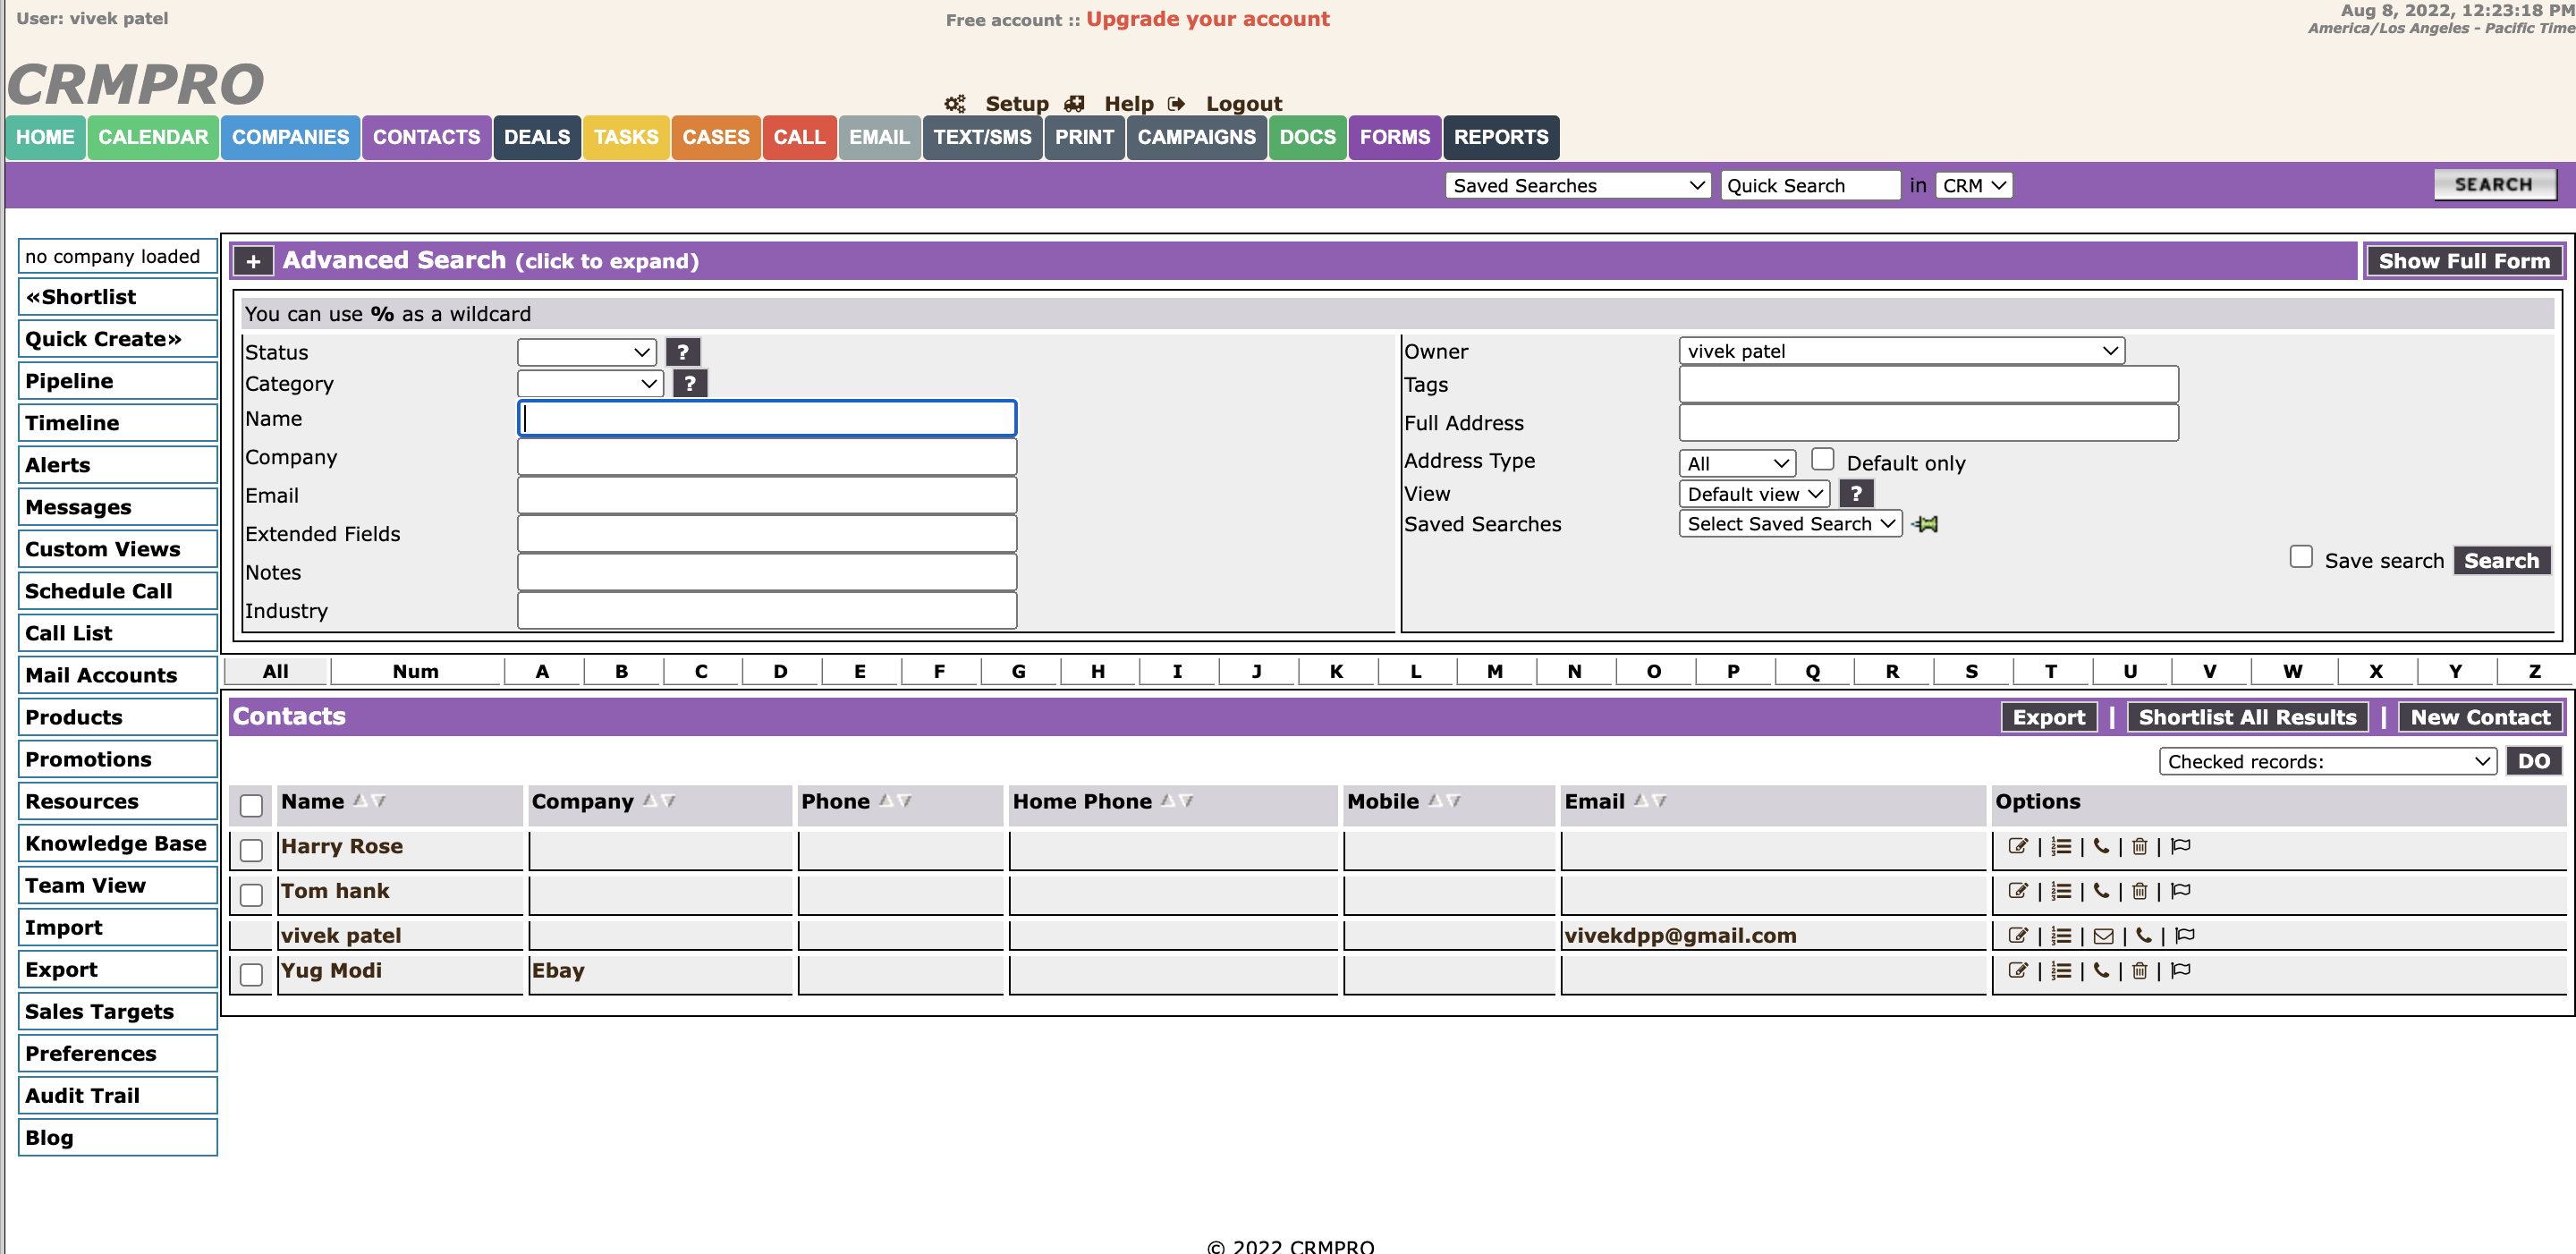 User: vivek patel
Free account :: Upgrade your account
Aug 8, 2022, 12:23:18 PM
America/Los Angeles - Pacific Time
CRMPRO
Setup Help Logout
HOME CALENDAR COMPANIES CONTACTS DEALS TASKS CASES CALL EMAIL TEXT/SMS PRINT CAMPAIGNS DOCS FORMS REPORTS
Saved Searches Quick Search in CRM SEARCH
no company loaded
«Shortlist
Quick Create»
Pipeline
Timeline
Alerts
Messages
Custom Views
Schedule Call
Call List
Mail Accounts
Products
Promotions
Resources
Knowledge Base
Team View
Import
Export
Sales Targets
Preferences
Audit Trail
Blog
+ Advanced Search (click to expand) Show Full Form
You can use % as a wildcard
Status ?
Category ?
Name
Company
Email
Extended Fields
Notes
Industry
Owner vivek patel
Tags
Full Address
Address Type All Default only
View Default view ?
Saved Searches Select Saved Search
Save search Search
All Num A B C D E F G H I J K L M N O P Q R S T U V W X Y Z
Contacts Export | Shortlist All Results | New Contact
Checked records: DO
Name Company Phone Home Phone Mobile Email Options
Harry Rose | | | |
Tom hank | | | |
vivek patel vivekdpp@gmail.com | | | |
Yug Modi Ebay | | | |
© 2022 CRMPRO